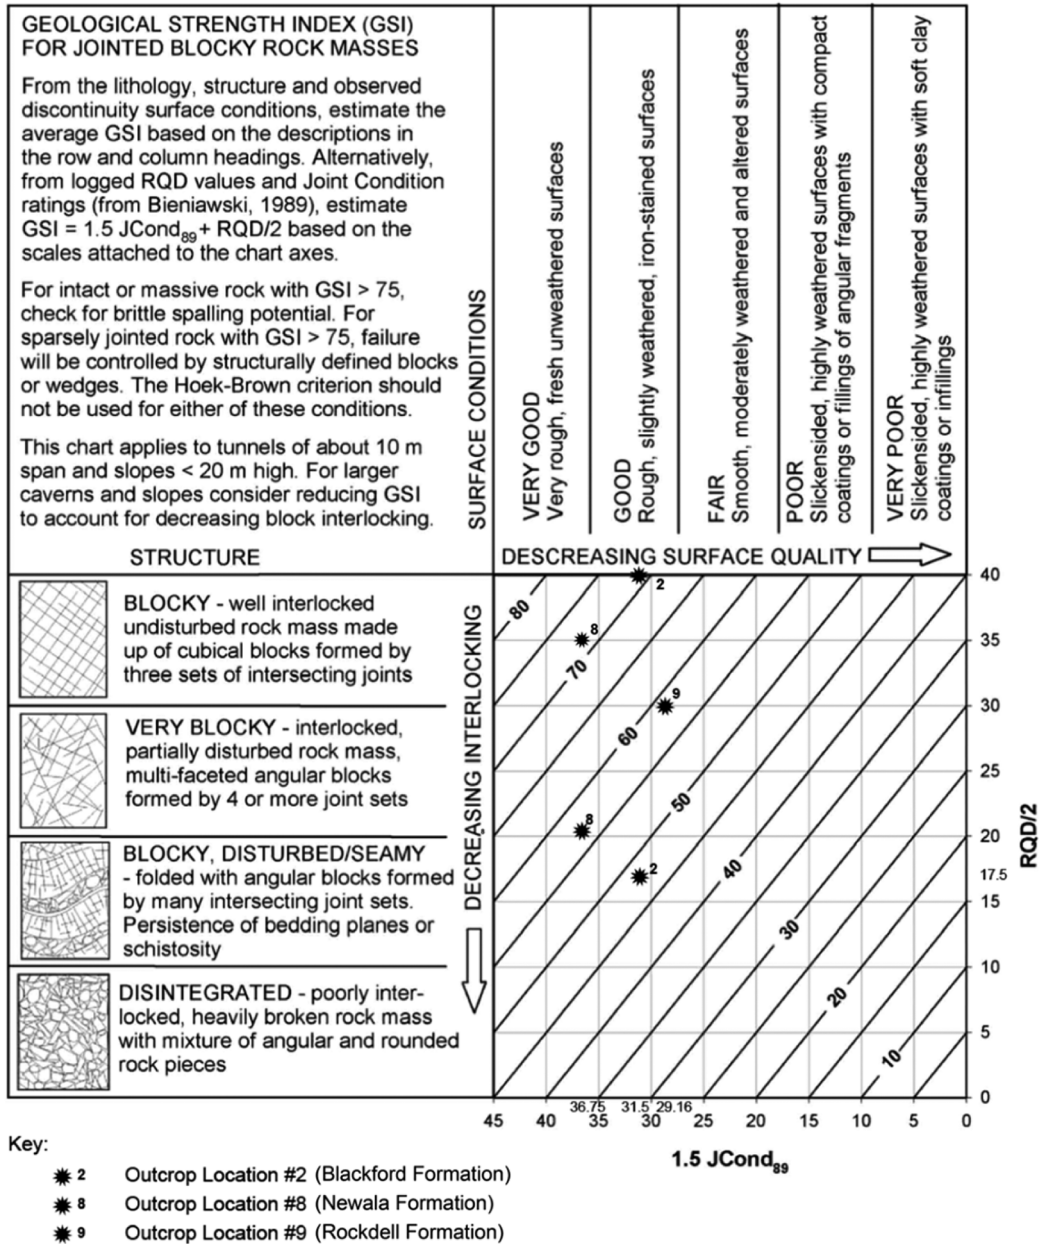 GEOLOGICAL STRENGTH INDEX (GSI)
FOR JOINTED BLOCKY ROCK MASSES
From the lithology, structure and observed
discontinuity surface conditions, estimate the
average GSI based on the descriptions in
the row and column headings. Alternatively,
from logged RQD values and Joint Condition
ratings (from Bieniawski, 1989), estimate
GSI = 1.5 JCond89 + RQD/2 based on the
scales attached to the chart axes.
For intact or massive rock with GSI > 75,
check for brittle spalling potential. For
sparsely jointed rock with GSI > 75, failure
will be controlled by structurally defined blocks
or wedges. The Hoek-Brown criterion should
not be used for either of these conditions.
This chart applies to tunnels of about 10 m
span and slopes < 20 m high. For larger
caverns and slopes consider reducing GSI
to account for decreasing block interlocking.
SURFACE CONDITIONS
VERY GOOD
Very rough, fresh unweathered surfaces
GOOD
Rough, slightly weathered, iron-stained surfaces
FAIR
Smooth, moderately weathered and altered surfaces
POOR
Slickensided, highly weathered surfaces with compact
coatings or fillings of angular fragments
VERY POOR
Slickensided, highly weathered surfaces with soft clay
coatings or infillings
STRUCTURE
DESCREASING SURFACE QUALITY
BLOCKY - well interlocked
undisturbed rock mass made
up of cubical blocks formed by
three sets of intersecting joints
VERY BLOCKY - interlocked,
partially disturbed rock mass,
multi-faceted angular blocks
formed by 4 or more joint sets
BLOCKY, DISTURBED/SEAMY
- folded with angular blocks formed
by many intersecting joint sets.
Persistence of bedding planes or
schistosity
DISINTEGRATED - poorly inter-
locked, heavily broken rock mass
with mixture of angular and rounded
rock pieces
DECREASING INTERLOCKING
80
70
60
50
40
30
20
10
2
8
9
8
2
40
35
30
25
20
17.5
15
10
5
0
RQD/2
36.75 31.5 29.16
45 40 35 30 25 20 15 10 5 0
1.5 JCond89
Key:
2 Outcrop Location #2 (Blackford Formation)
8 Outcrop Location #8 (Newala Formation)
9 Outcrop Location #9 (Rockdell Formation)